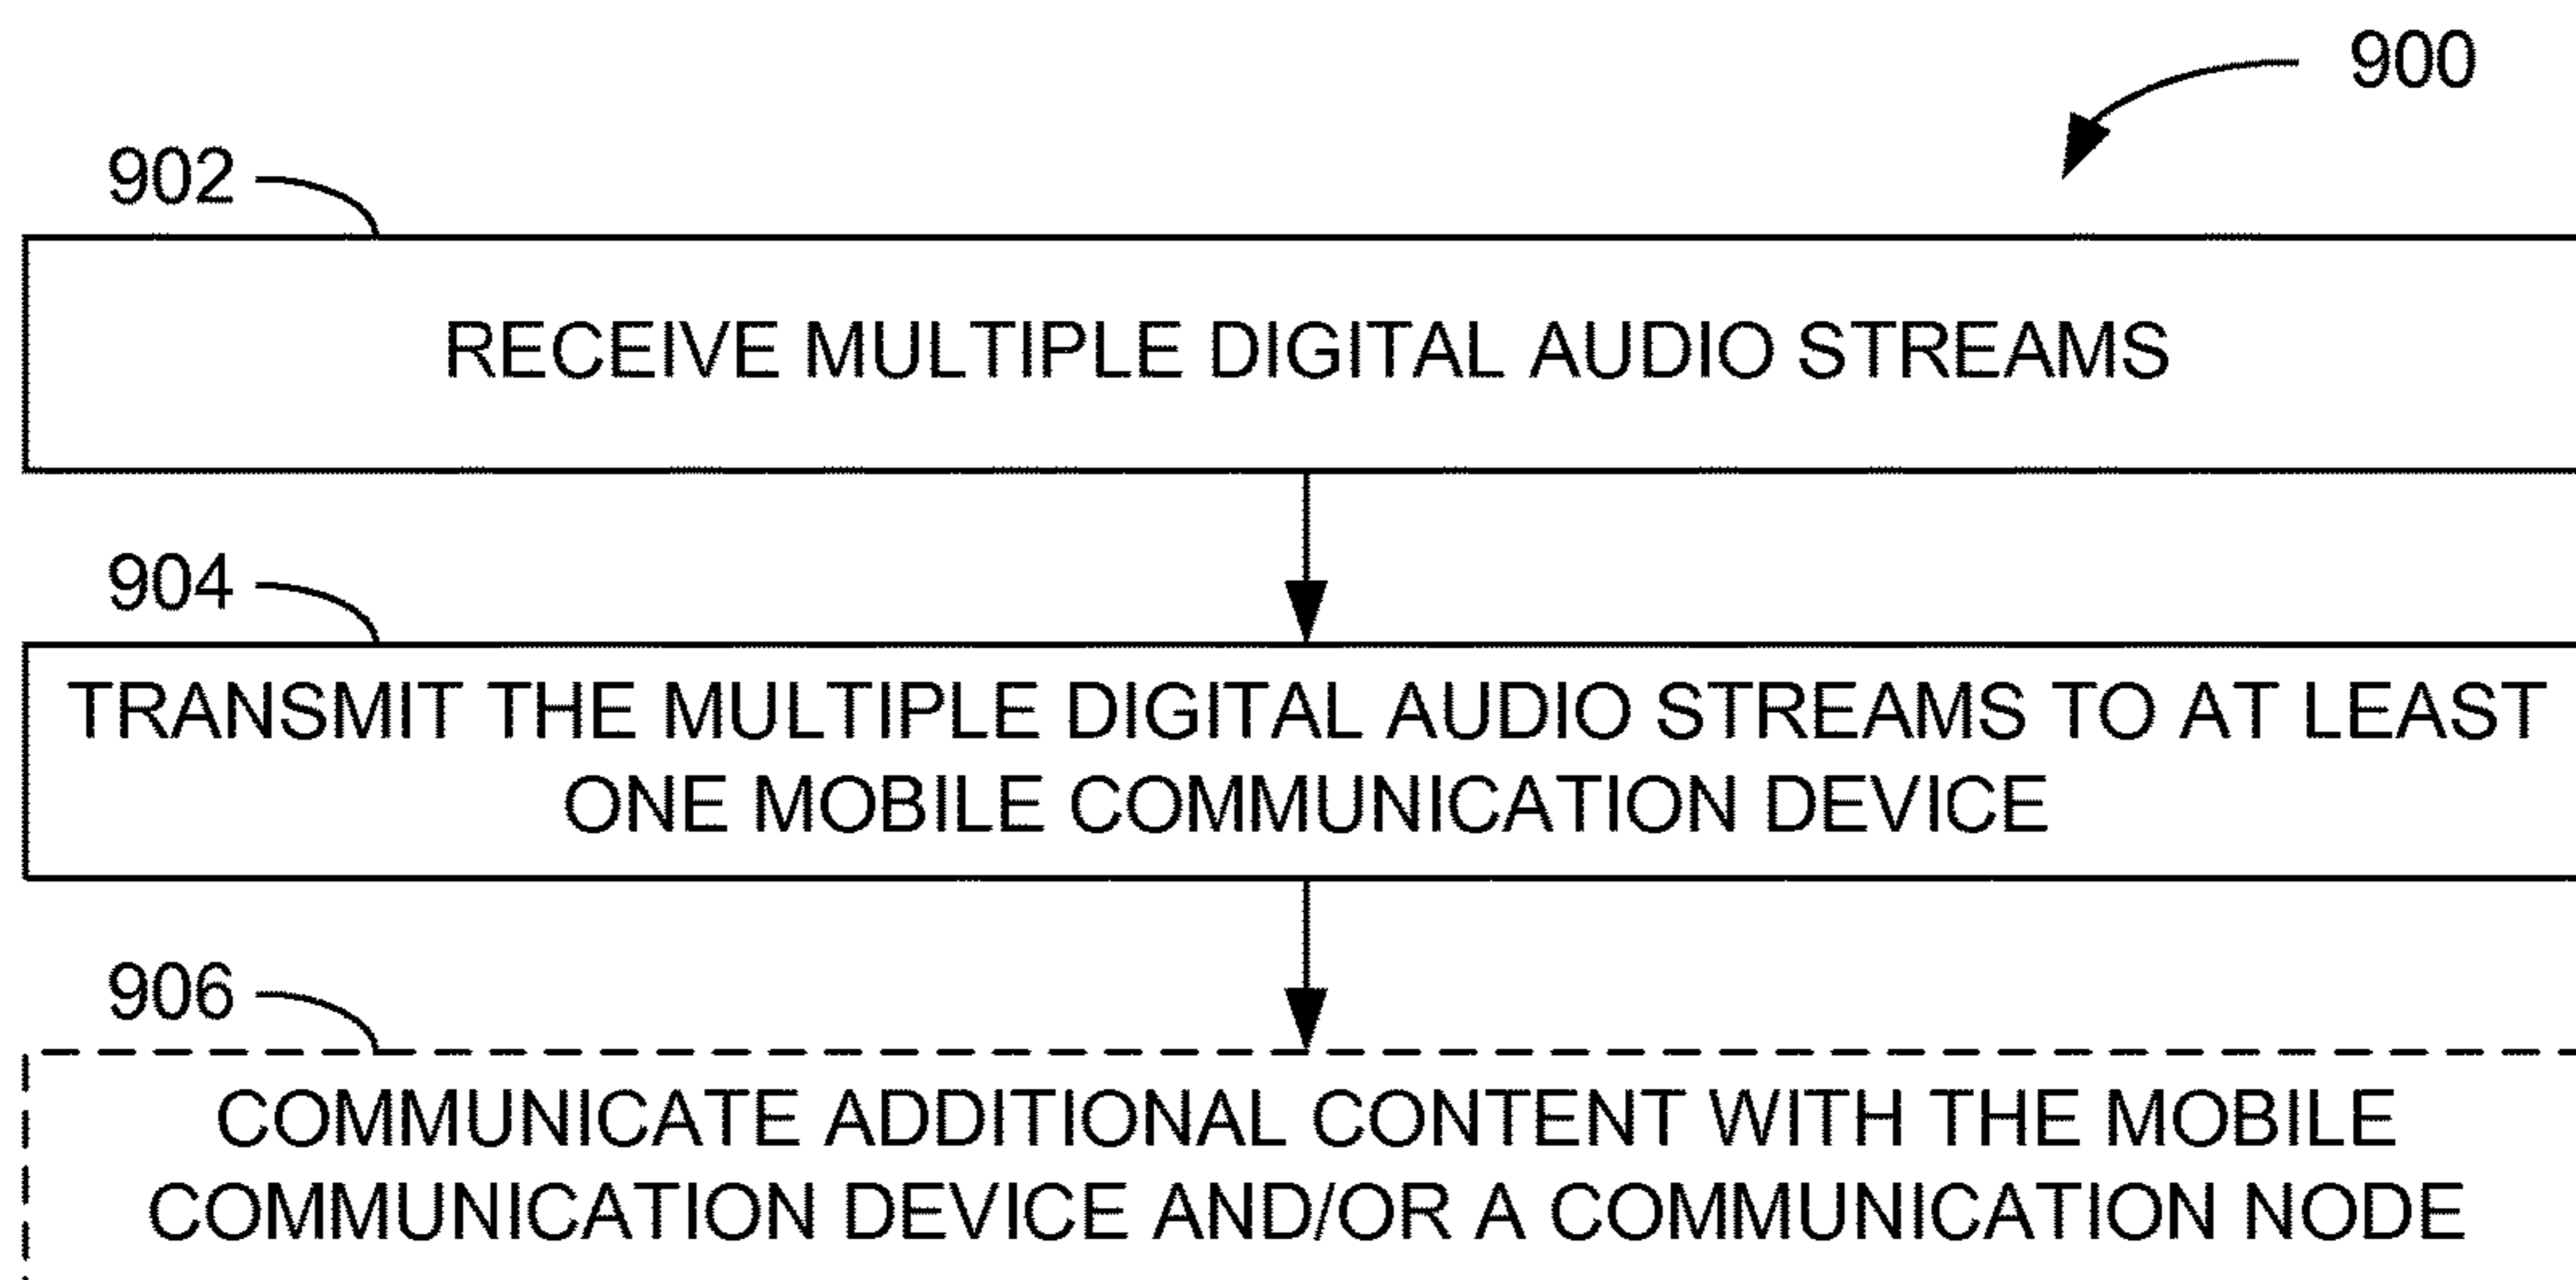 900
902
RECEIVE MULTIPLE DIGITAL AUDIO STREAMS
904
TRANSMIT THE MULTIPLE DIGITAL AUDIO STREAMS TO AT LEAST
ONE MOBILE COMMUNICATION DEVICE
906
COMMUNICATE ADDITIONAL CONTENT WITH THE MOBILE
COMMUNICATION DEVICE AND/OR A COMMUNICATION NODE